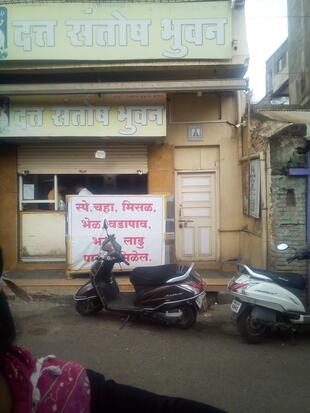 दत्त संतोष भुवन
दत्त संतोष भुवन
स्पे.चहा, मिसळ,
भेळ वडापाव,
लाडु
मिळेल.